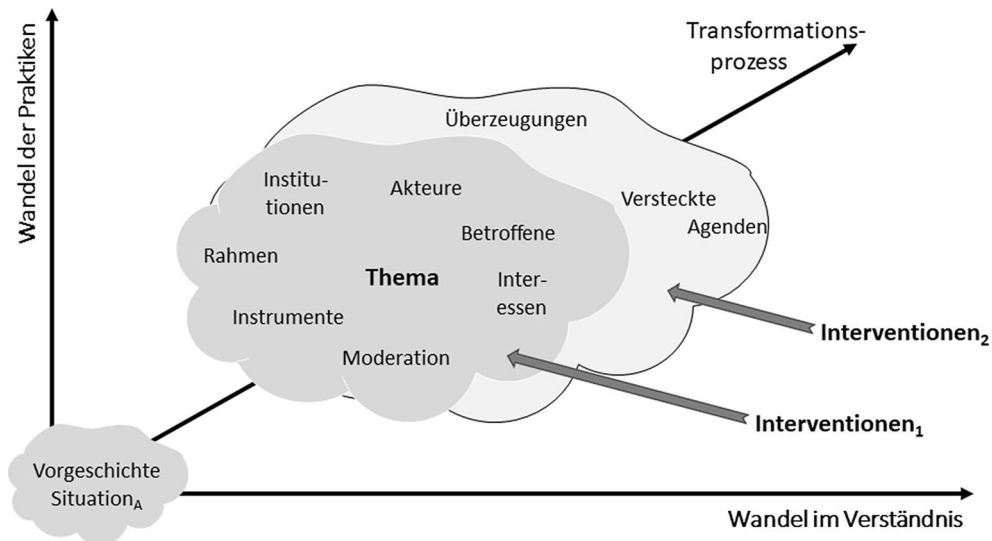 Transformations-
prozess
Wandel der Praktiken
Überzeugungen
Institu-
tionen
Akteure
Versteckte
Agenden
Betroffene
Rahmen
Thema
Inter-
essen
Instrumente
Interventionen₂
Moderation
Interventionen₁
Vorgeschichte
Situation_A
Wandel im Verständnis